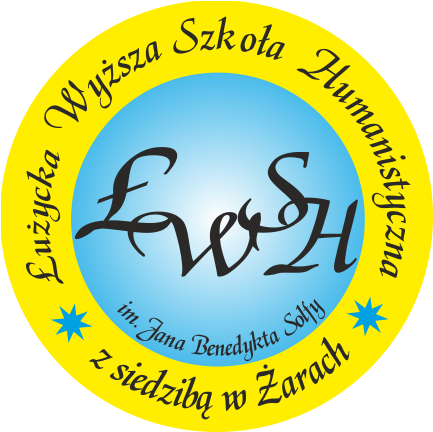 Łużycka Wyższa Szkoła Humanistyczna
ŁWSH
im. Jana Benedykta Solfy
z siedzibą w Żarach